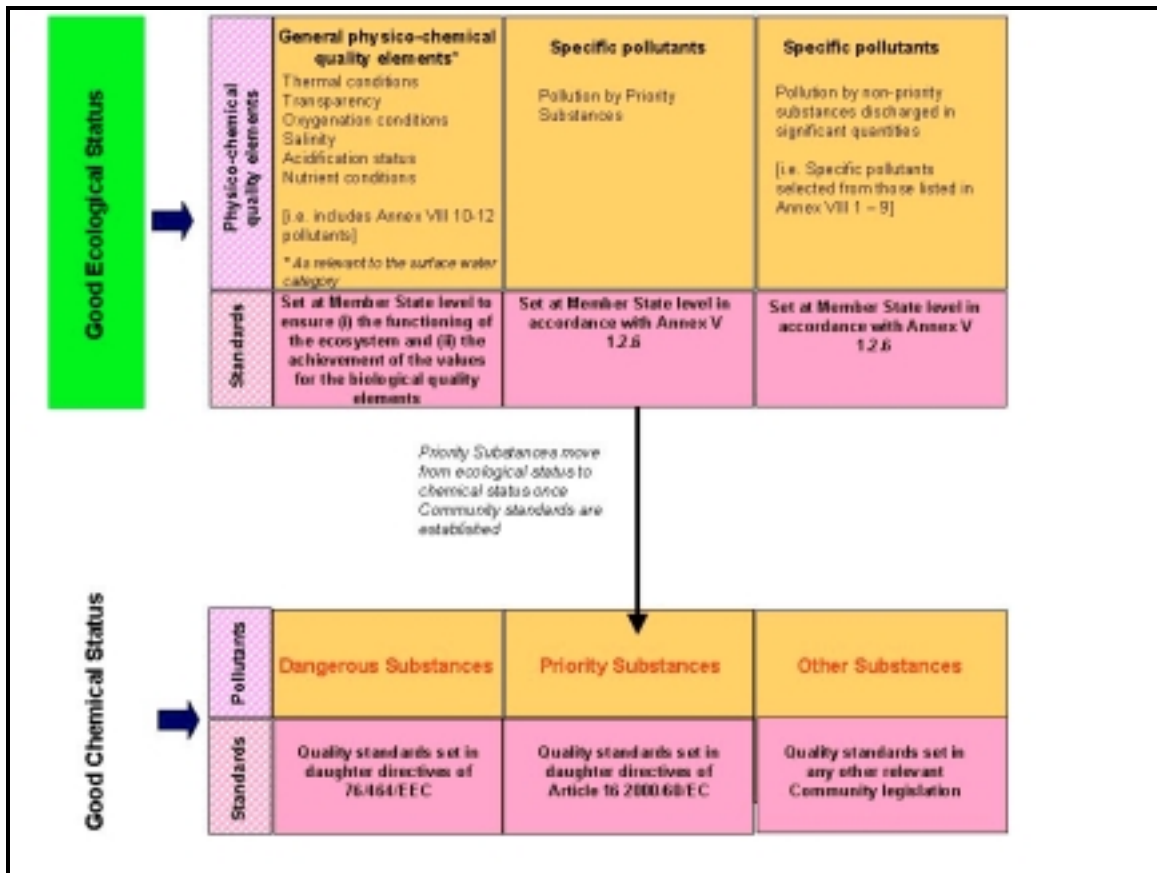 Good Ecological Status
Physico-chemical
quality elements
General physico-chemical
quality elements*
Thermal conditions
Transparency
Oxygenation conditions
Salinity
Acidification status
Nutrient conditions
[i.e. includes Annex VIII 10-12
pollutants]
* As relevant to the surface water
category
Specific pollutants
Pollution by Priority
Substances
Specific pollutants
Pollution by non-priority
substances discharged in
significant quantities
[i.e. Specific pollutants
selected from those listed in
Annex VIII 1 – 9]
Standards
Set at Member State level to
ensure (i) the functioning of
the ecosystem and (ii) the
achievement of the values
for the biological quality
elements
Set at Member State level in
accordance with Annex V
1.2.6
Set at Member State level in
accordance with Annex V
1.2.6
Priority Substances move
from ecological status to
chemical status once
Community standards are
established
Good Chemical Status
Pollutants
Dangerous Substances
Priority Substances
Other Substances
Standards
Quality standards set in
daughter directives of
76/464/EEC
Quality standards set in
daughter directives of
Article 16 2000/60/EC
Quality standards set in
any other relevant
Community legislation